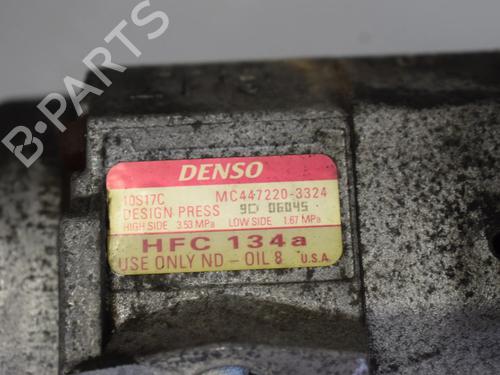 B-PARTS
DENSO
10S17C MC447220-3324
DESIGN PRESS 9D 06045
HIGH SIDE 3.53 MPa LOW SIDE 1.67 MPa
HFC 134a
USE ONLY ND-OIL 8 U.S.A.